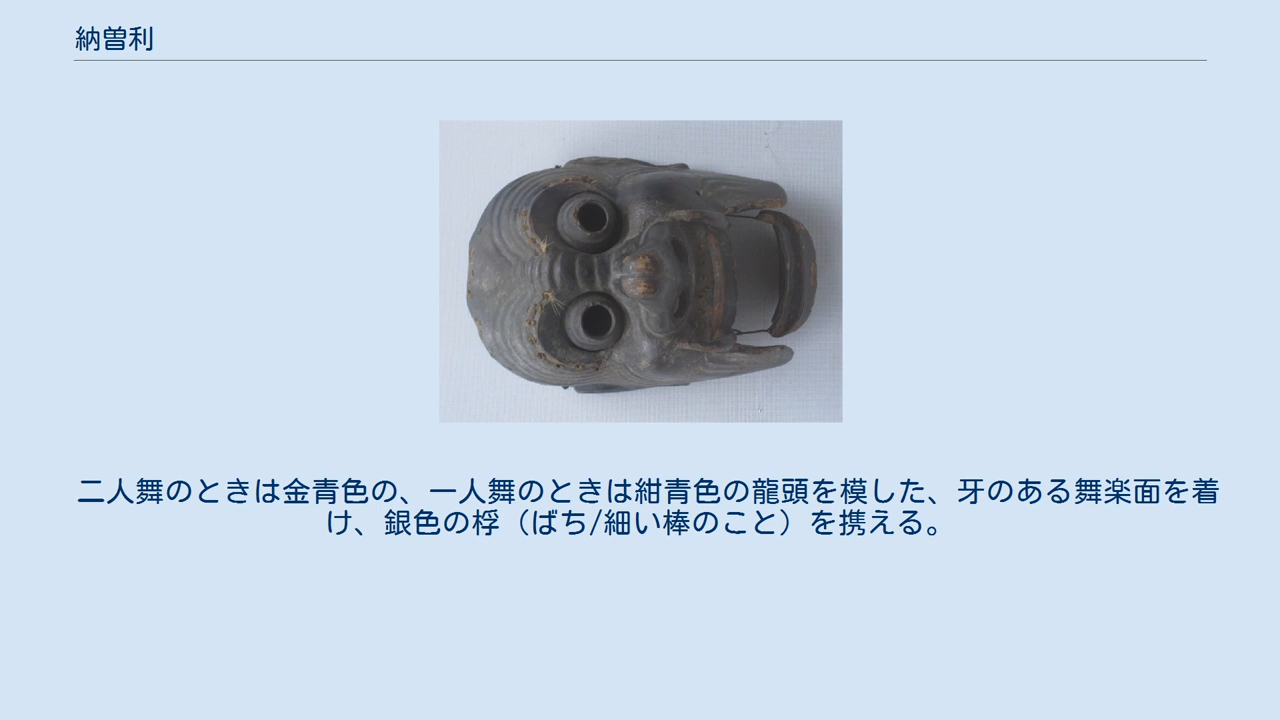 納曽利
二人舞のときは金青色の、一人舞のときは紺青色の龍頭を模した、牙のある舞楽面を着
け、銀色の桴（ばち/細い棒のこと）を携える。